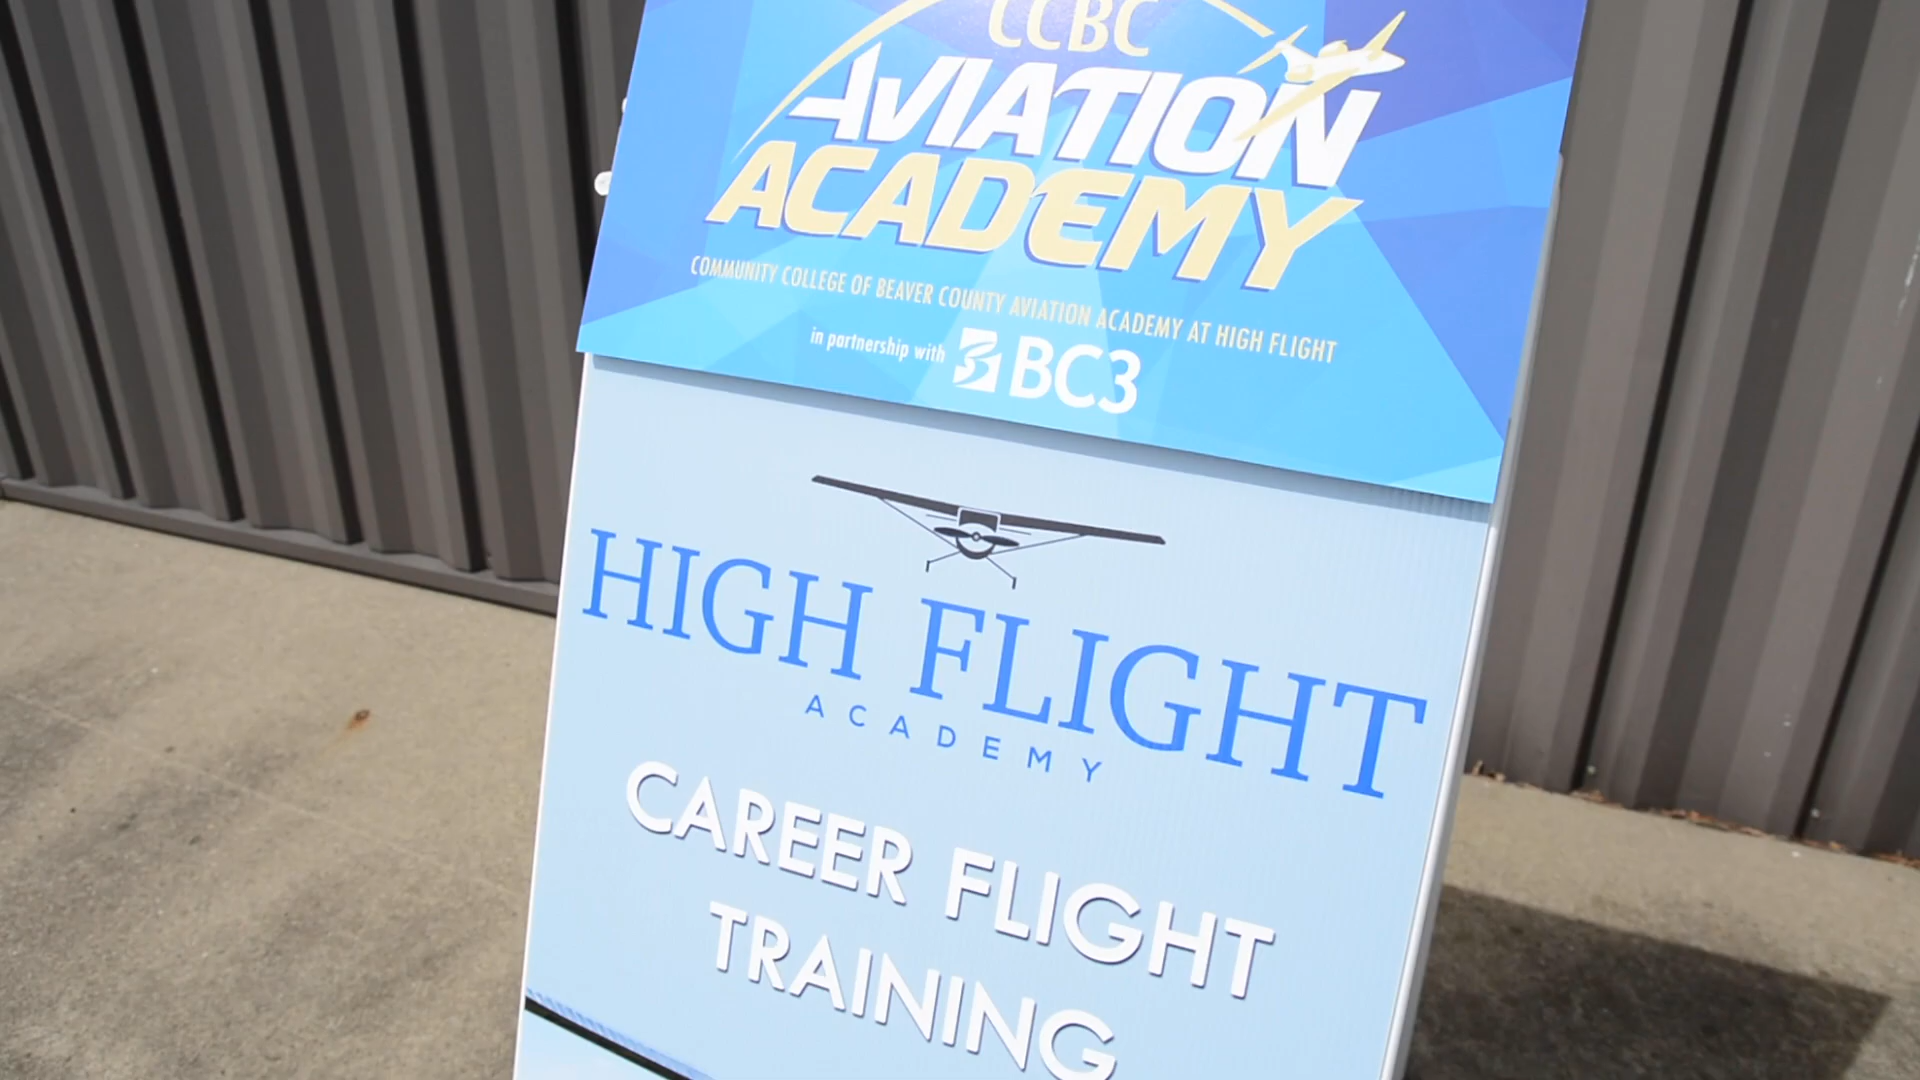 CCBC
AVIATION
ACADEMY
COMMUNITY COLLEGE OF BEAVER COUNTY AVIATION ACADEMY AT HIGH FLIGHT
in partnership with BC3
HIGH FLIGHT
ACADEMY
CAREER FLIGHT
TRAINING